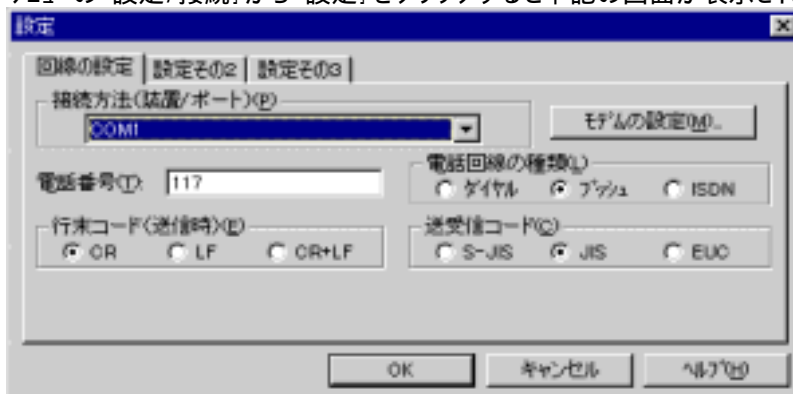 設定
回線の設定 設定その2 設定その3
接続方法(装置/ポート)(P)
COM1
モデムの設定(M)...
電話番号(T): 117
電話回線の種類(L)
ダイヤル プッシュ ISDN
行末コード(送信時)(E)
CR LF CR+LF
送受信コード(C)
S-JIS JIS EUC
OK キャンセル ヘルプ(H)